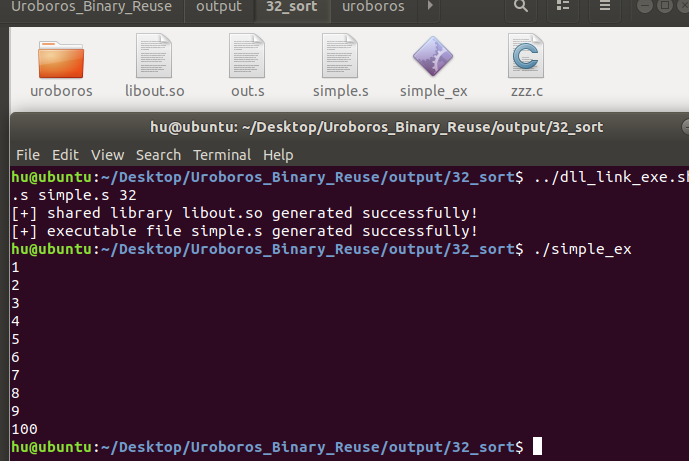 Uroboros_Binary_Reuse output 32_sort uroboros
uroboros libout.so out.s simple.s simple_ex zzz.c
hu@ubuntu: ~/Desktop/Uroboros_Binary_Reuse/output/32_sort
File Edit View Search Terminal Help
hu@ubuntu:~/Desktop/Uroboros_Binary_Reuse/output/32_sort$ ../dll_link_exe.sh
.s simple.s 32
[+] shared library libout.so generated successfully!
[+] executable file simple.s generated successfully!
hu@ubuntu:~/Desktop/Uroboros_Binary_Reuse/output/32_sort$ ./simple_ex
1
2
3
4
5
6
7
8
9
100
hu@ubuntu:~/Desktop/Uroboros_Binary_Reuse/output/32_sort$